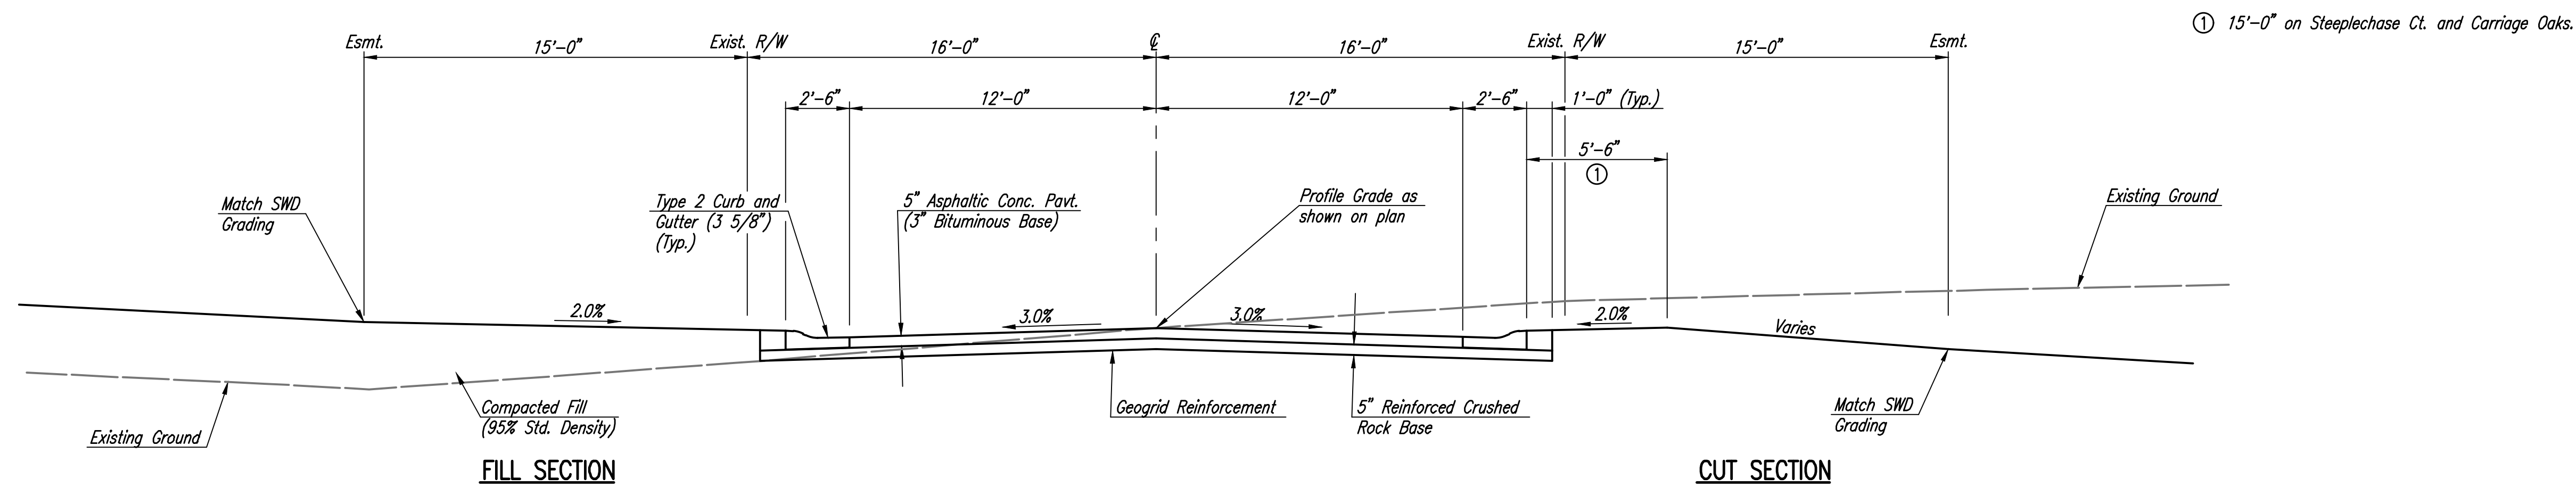 ① 15'-0" on Steeplechase Ct. and Carriage Oaks.
Esmt.
15'-0"
Exist. R/W
16'-0"
℄
16'-0"
Exist. R/W
15'-0"
Esmt.
2'-6"
12'-0"
12'-0"
2'-6"
1'-0" (Typ.)
5'-6"
①
Match SWD
Grading
Type 2 Curb and
Gutter (3 5/8")
(Typ.)
5" Asphaltic Conc. Pavt.
(3" Bituminous Base)
Profile Grade as
shown on plan
Existing Ground
2.0%
3.0%
3.0%
2.0%
Varies
Existing Ground
Compacted Fill
(95% Std. Density)
Geogrid Reinforcement
5" Reinforced Crushed
Rock Base
Match SWD
Grading
FILL SECTION
CUT SECTION